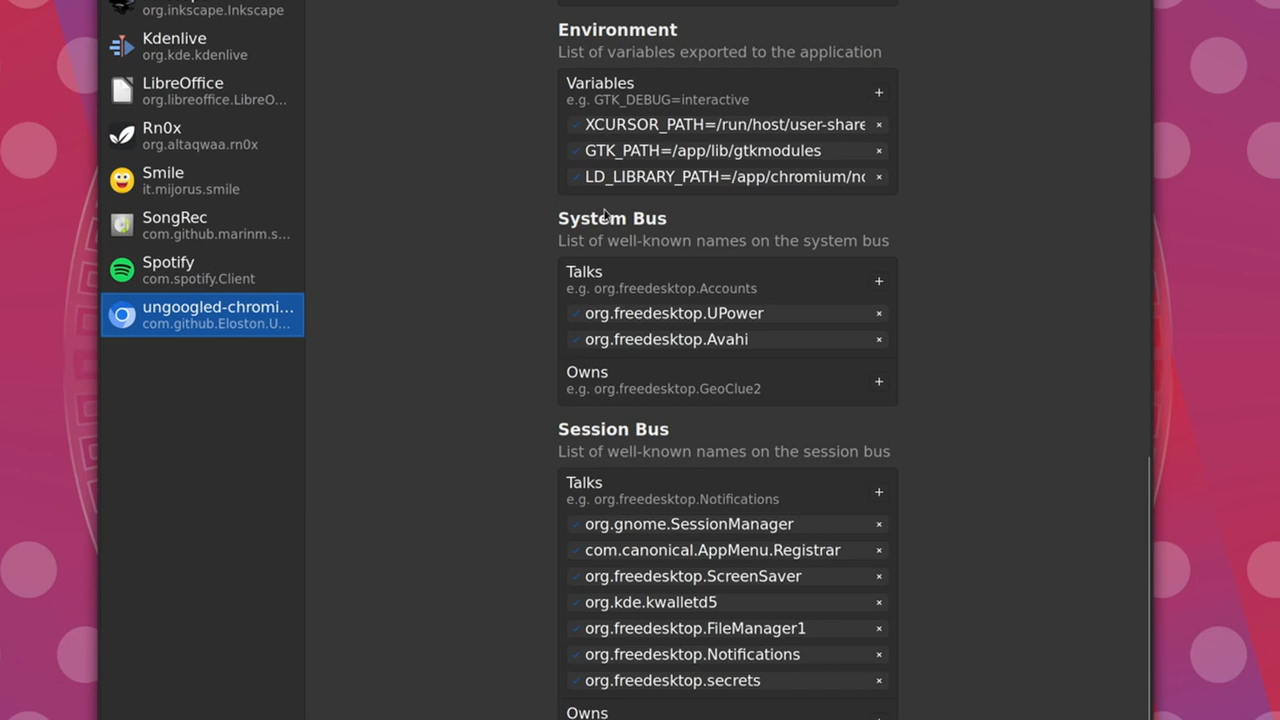 org.inkscape.Inkscape
Kdenlive
org.kde.kdenlive
LibreOffice
org.libreoffice.LibreO...
Rn0x
org.altaqwaa.rn0x
Smile
it.mijorus.smile
SongRec
com.github.marinm.s...
Spotify
com.spotify.Client
ungoogled-chromi...
com.github.Eloston.U...
Environment
List of variables exported to the application
Variables
e.g. GTK_DEBUG=interactive
XCURSOR_PATH=/run/host/user-share
GTK_PATH=/app/lib/gtkmodules
LD_LIBRARY_PATH=/app/chromium/
System Bus
List of well-known names on the system bus
Talks
e.g. org.freedesktop.Accounts
org.freedesktop.UPower
org.freedesktop.Avahi
Owns
e.g. org.freedesktop.GeoClue2
Session Bus
List of well-known names on the session bus
Talks
e.g. org.freedesktop.Notifications
org.gnome.SessionManager
com.canonical.AppMenu.Registrar
org.freedesktop.ScreenSaver
org.kde.kwalletd5
org.freedesktop.FileManager1
org.freedesktop.Notifications
org.freedesktop.secrets
Owns